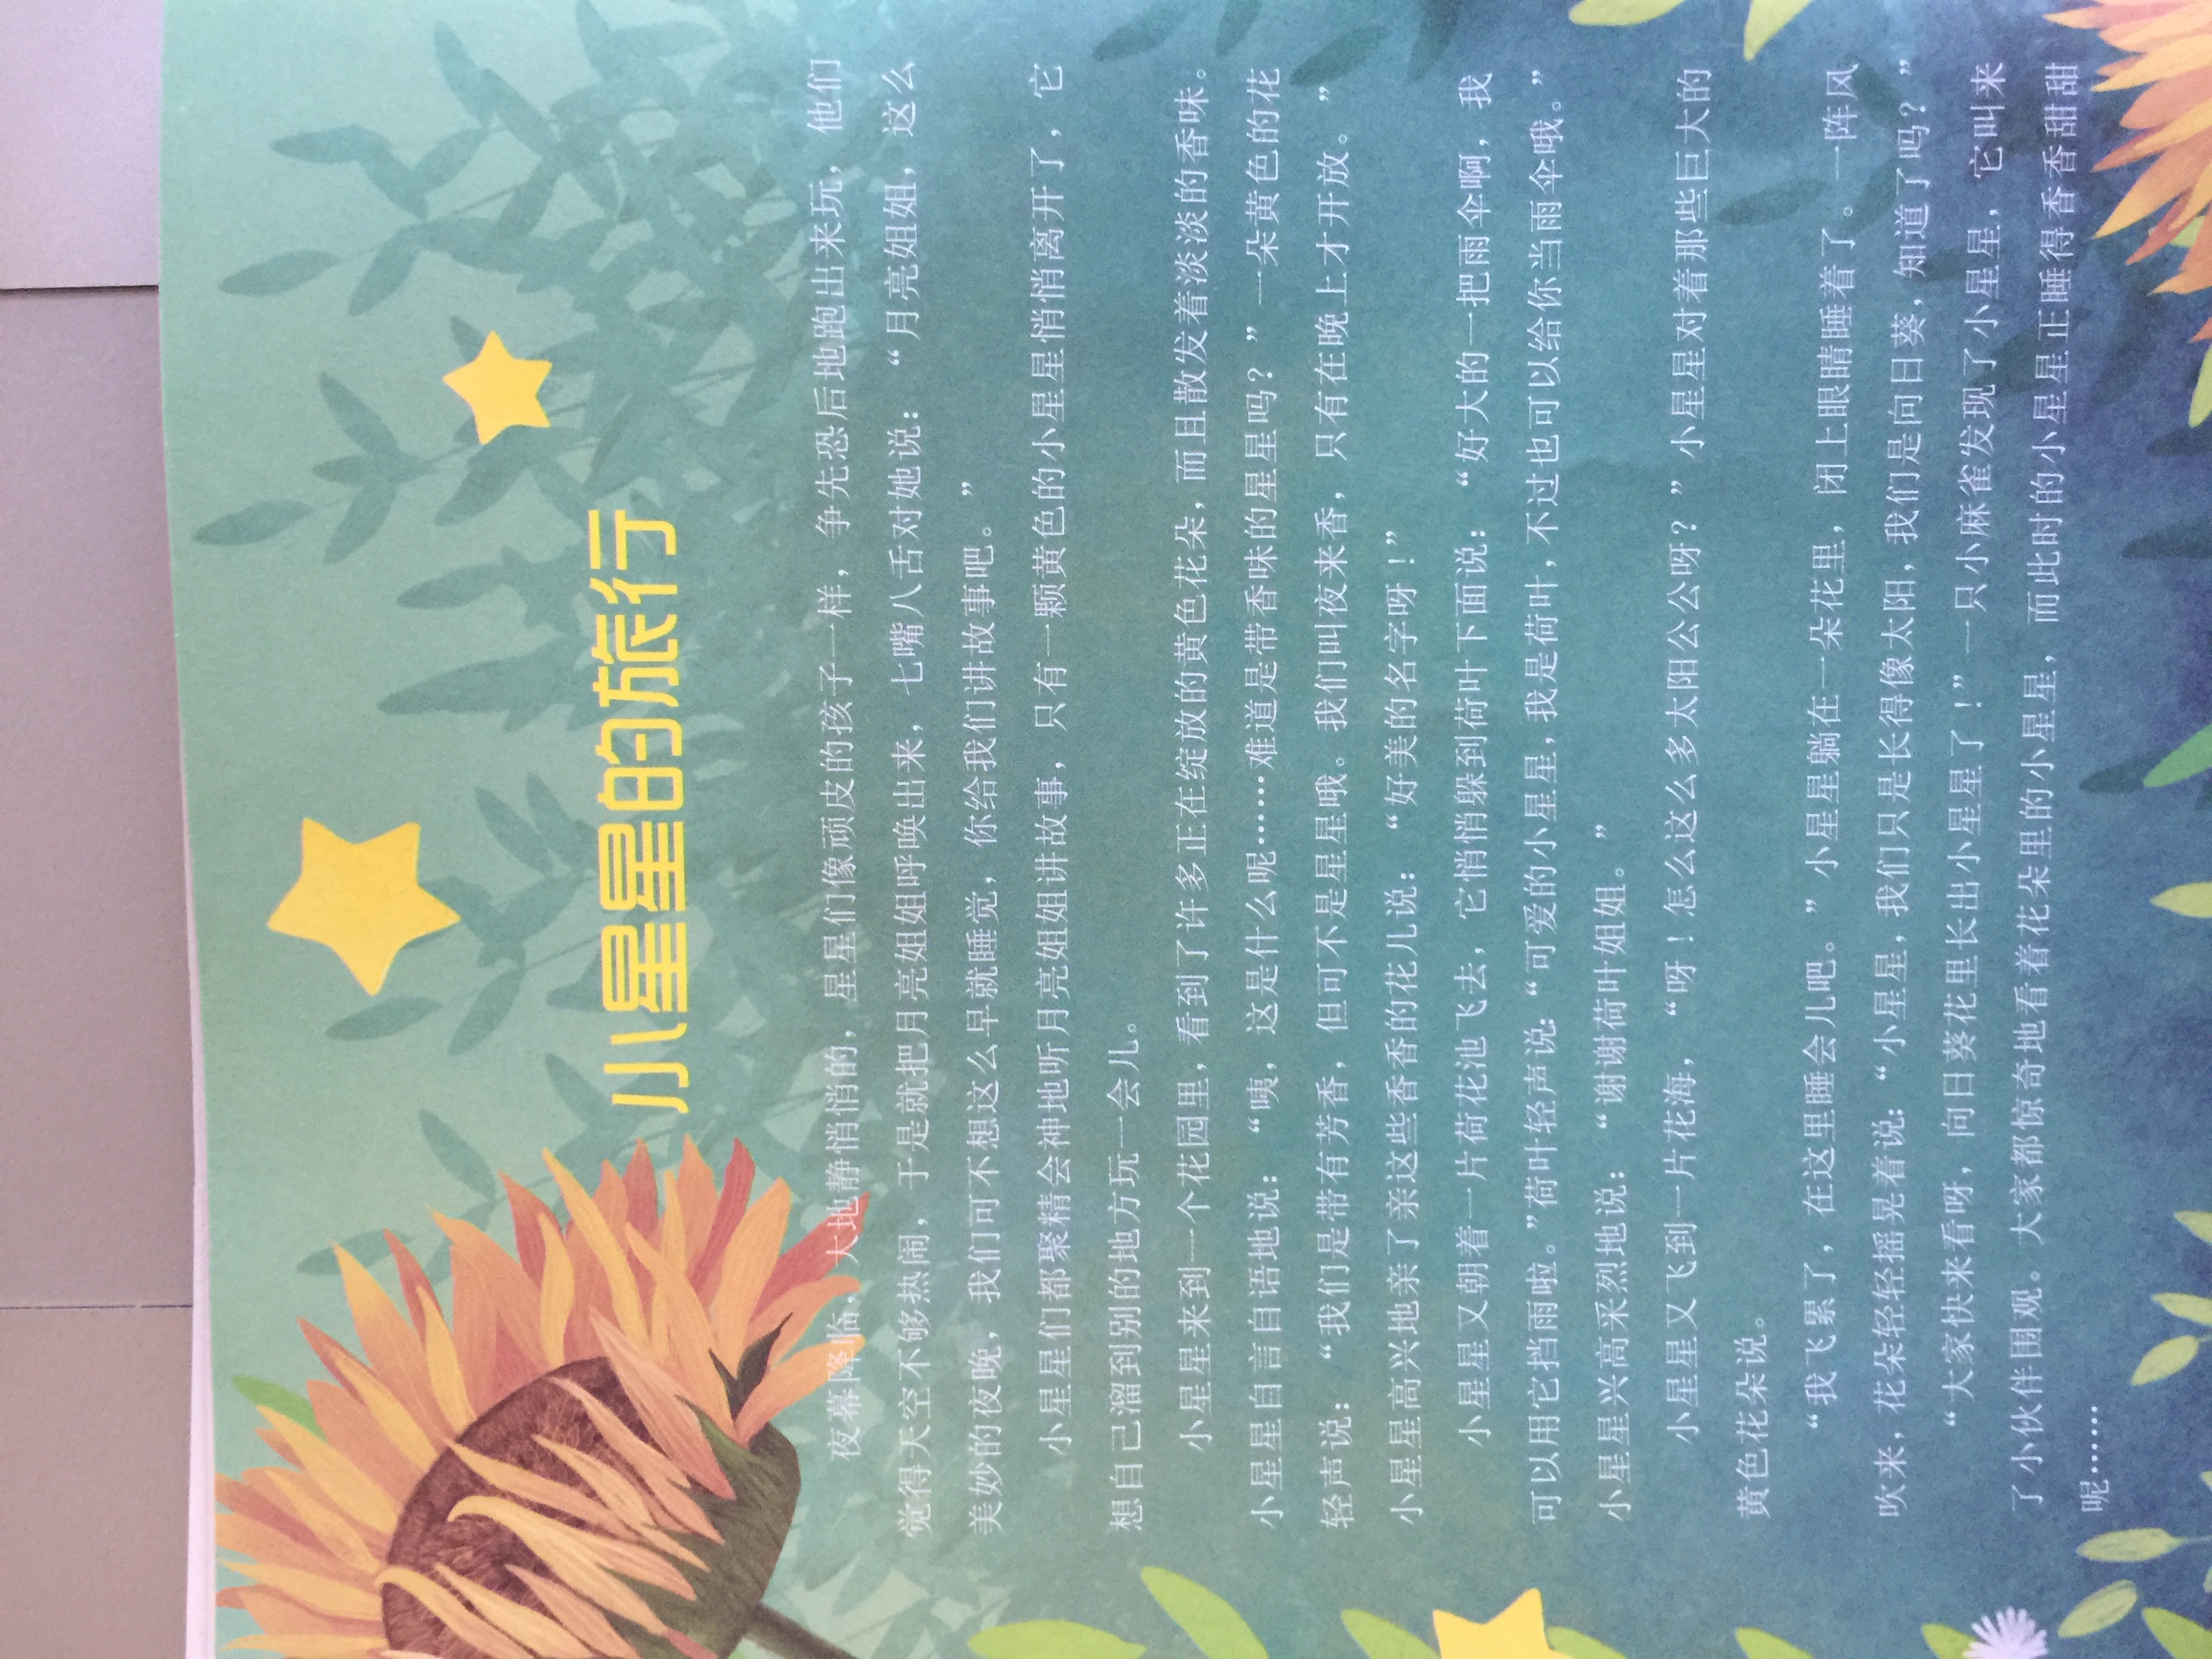 小星星的旅行
夜幕降临，大地静悄悄的，星星们像顽皮的孩子一样，争先恐后地跑出来玩，他们
觉得天空不够热闹，于是就把月亮姐姐呼唤出来，七嘴八舌对她说：“月亮姐姐，这么
美妙的夜晚，我们可不想这么早就睡觉，你给我们讲故事吧。”
小星星们都聚精会神地听月亮姐姐讲故事，只有一颗黄色的小星星悄悄离开了，它
想自己溜到别的地方玩一会儿。
小星星来到一个花园里，看到了许多正在绽放的黄色花朵，而且散发着淡淡的香味。
小星星自言自语地说：“咦，这是什么呢……难道是带香味的星星吗？”一朵黄色的花
轻声说：“我们是带有芳香，但可不是星星哦。我们叫夜来香，只有在晚上才开放。”
小星星高兴地亲了亲这些香香的花儿说：“好美的名字呀！”
小星星又朝着一片荷花池飞去，它悄悄躲到荷叶下面说：“好大的一把雨伞啊，我
可以用它挡雨啦。”荷叶轻声说：“可爱的小星星，我是荷叶，不过也可以给你当雨伞哦。”
小星星兴高采烈地说：“谢谢荷叶姐姐。”
小星星又飞到一片花海，“呀！怎么这么多太阳公公呀？”小星星对着那些巨大的
黄色花朵说。
“我飞累了，在这里睡会儿吧。”小星星躺在一朵花里，闭上眼睛睡着了。一阵风
吹来，花朵轻轻摇晃着说：“小星星，我们只是长得像太阳，我们是向日葵，知道了吗？”
“大家快来看呀，向日葵花里长出小星星了！”一只小麻雀发现了小星星，它叫来
了小伙伴围观。大家都惊奇地看着花朵里的小星星，而此时的小星星正睡得香香甜甜
呢……